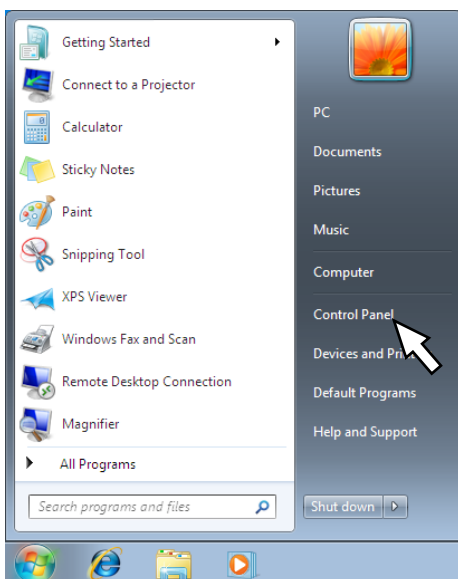 Getting Started
Connect to a Projector
Calculator
Sticky Notes
Paint
Snipping Tool
XPS Viewer
Windows Fax and Scan
Remote Desktop Connection
Magnifier
All Programs
Search programs and files
PC
Documents
Pictures
Music
Computer
Control Panel
Devices and
Default Programs
Help and Support
Shut down